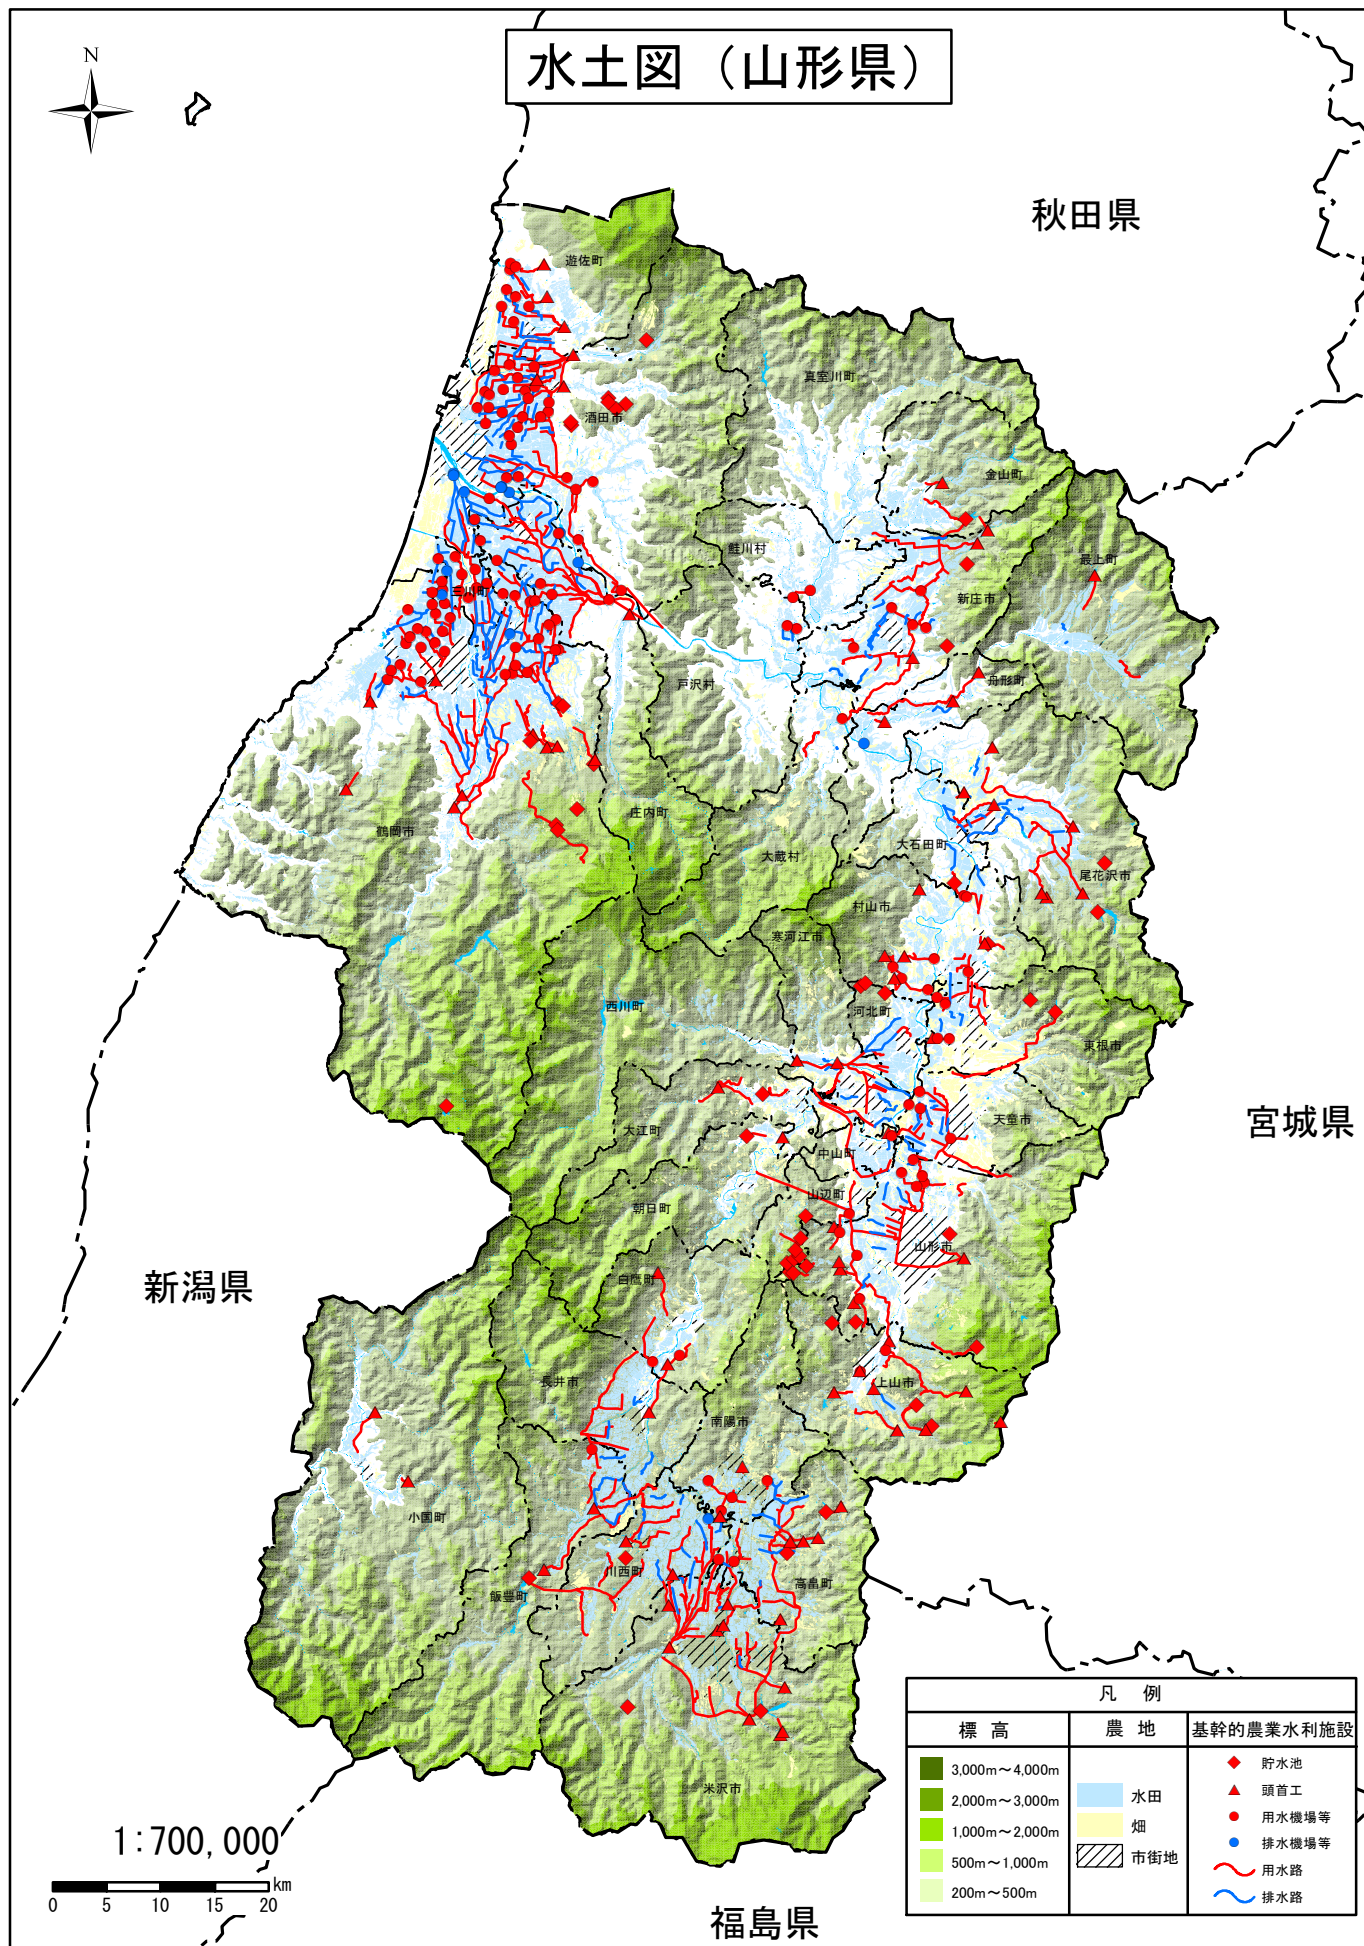 水土図（山形県）
N
秋田県
遊佐町
真室川町
酒田市
金山町
鮭川村
最上町
三川町
新庄市
戸沢村
舟形町
庄内町
鶴岡市
大蔵村
大石田町
尾花沢市
村山市
寒河江市
西川町
河北町
東根市
宮城県
大江町
天童市
中山町
山辺町
朝日町
山形市
新潟県
白鷹町
長井市
上山市
南陽市
小国町
川西町
高畠町
飯豊町
米沢市
福島県
1:700,000
km
0 5 10 15 20
凡 例
標 高 農 地 基幹的農業水利施設
3,000m～4,000m
2,000m～3,000m
1,000m～2,000m
500m～1,000m
200m～500m
水田
畑
市街地
貯水池
頭首工
用水機場等
排水機場等
用水路
排水路